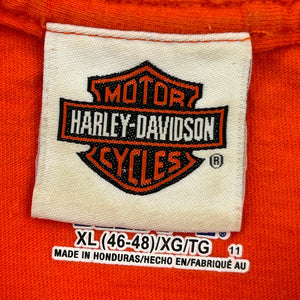 MOTOR
HARLEY-DAVIDSON
CYCLES
®
XL (46-48)/XG/TG 11
MADE IN HONDURAS/HECHO EN/FABRIQUÉ AU